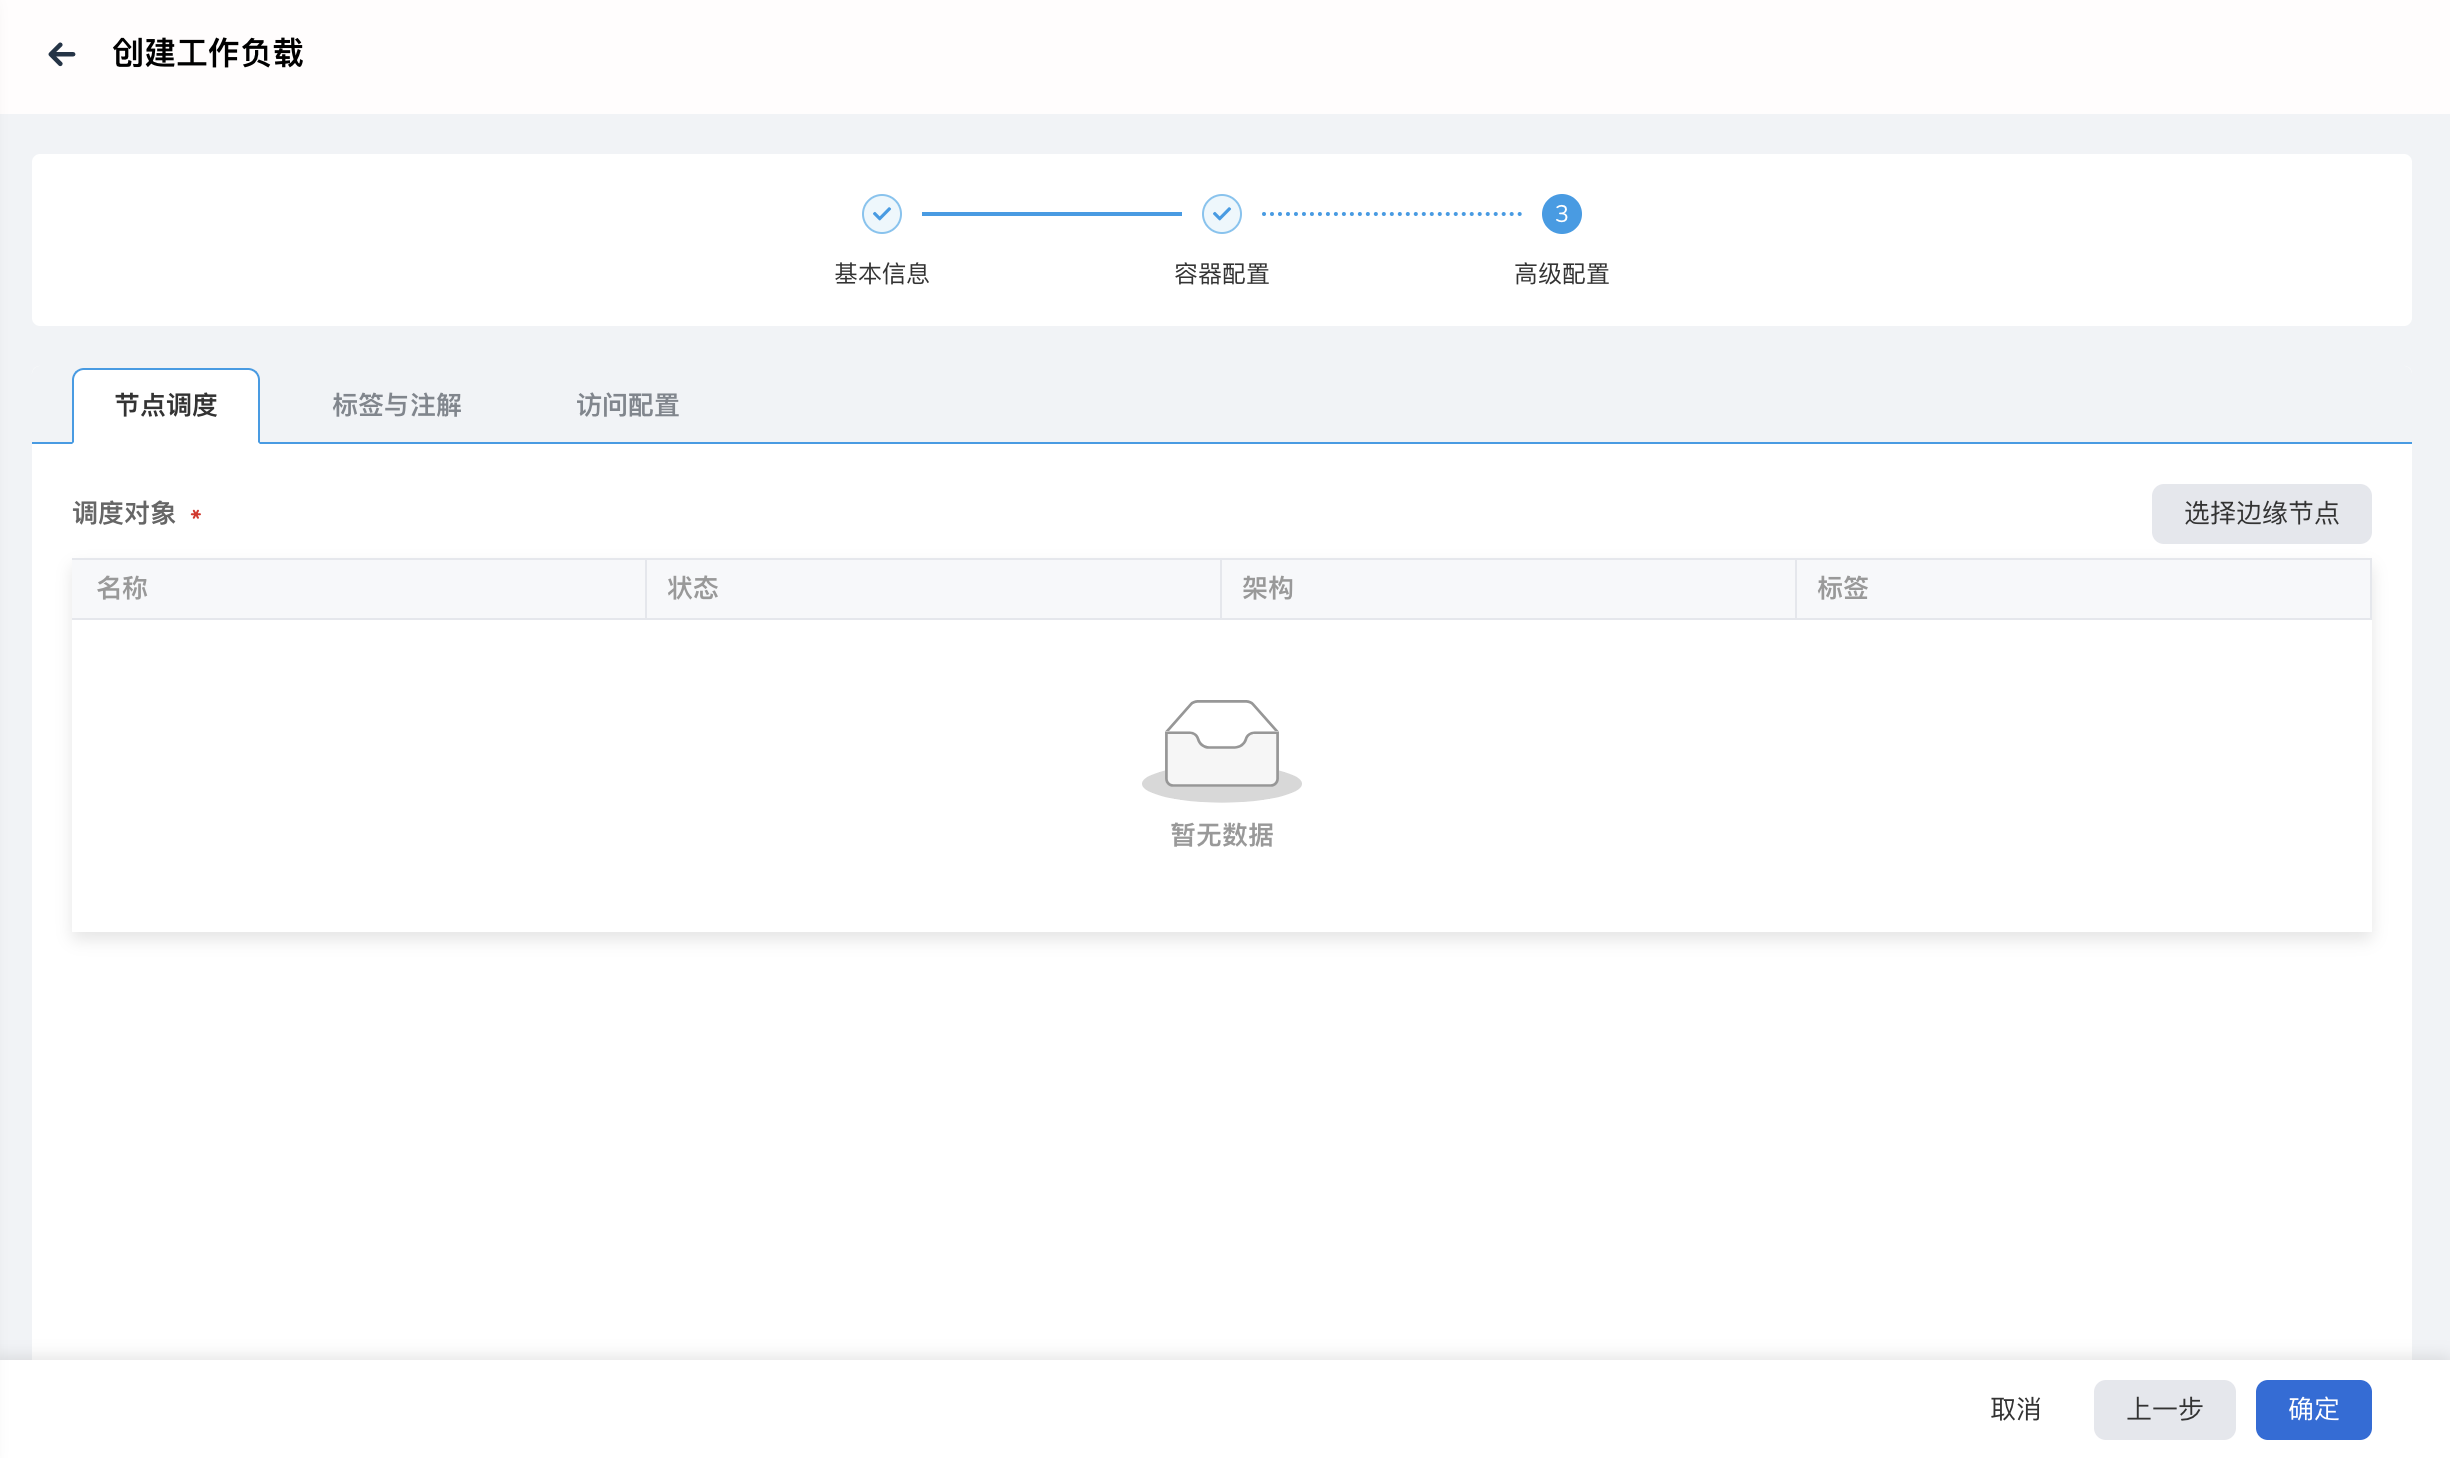 创建工作负载
3
基本信息 容器配置 高级配置
节点调度 标签与注解 访问配置
调度对象 * 选择边缘节点
名称 状态 架构 标签
暂无数据
取消 上一步 确定